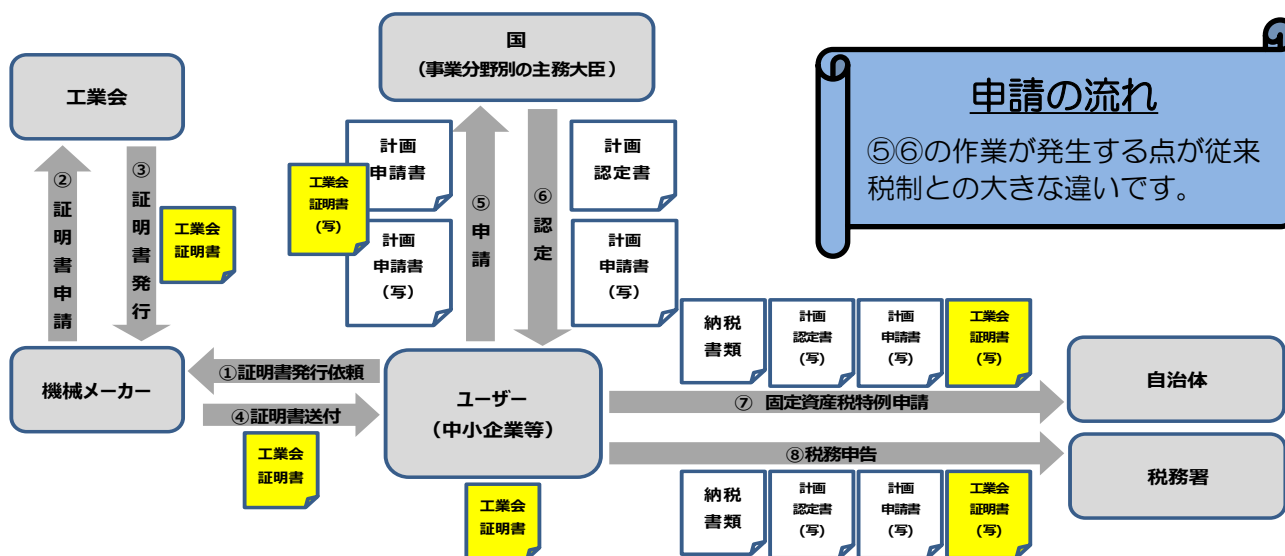 国
(事業分野別の主務大臣)
申請の流れ
⑤⑥の作業が発生する点が従来
税制との大きな違いです。
工業会
②証明書申請
③証明書発行
工業会
証明書
工業会
証明書
(写)
計画
申請書
計画
申請書
(写)
⑤申請
⑥認定
計画
認定書
計画
申請書
(写)
機械メーカー
①証明書発行依頼
④証明書送付
工業会
証明書
ユーザー
(中小企業等)
工業会
証明書
納税
書類
計画
認定書
(写)
計画
申請書
(写)
工業会
証明書
(写)
⑦ 固定資産税特例申請
自治体
⑧税務申告
税務署
納税
書類
計画
認定書
(写)
計画
申請書
(写)
工業会
証明書
(写)